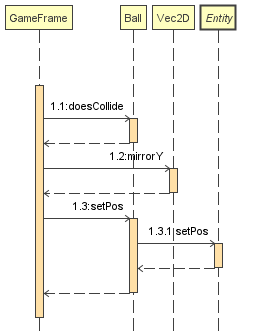 GameFrame Ball Vec2D Entity
1.1:doesCollide
1.2:mirrorY
1.3:setPos
1.3.1:setPos